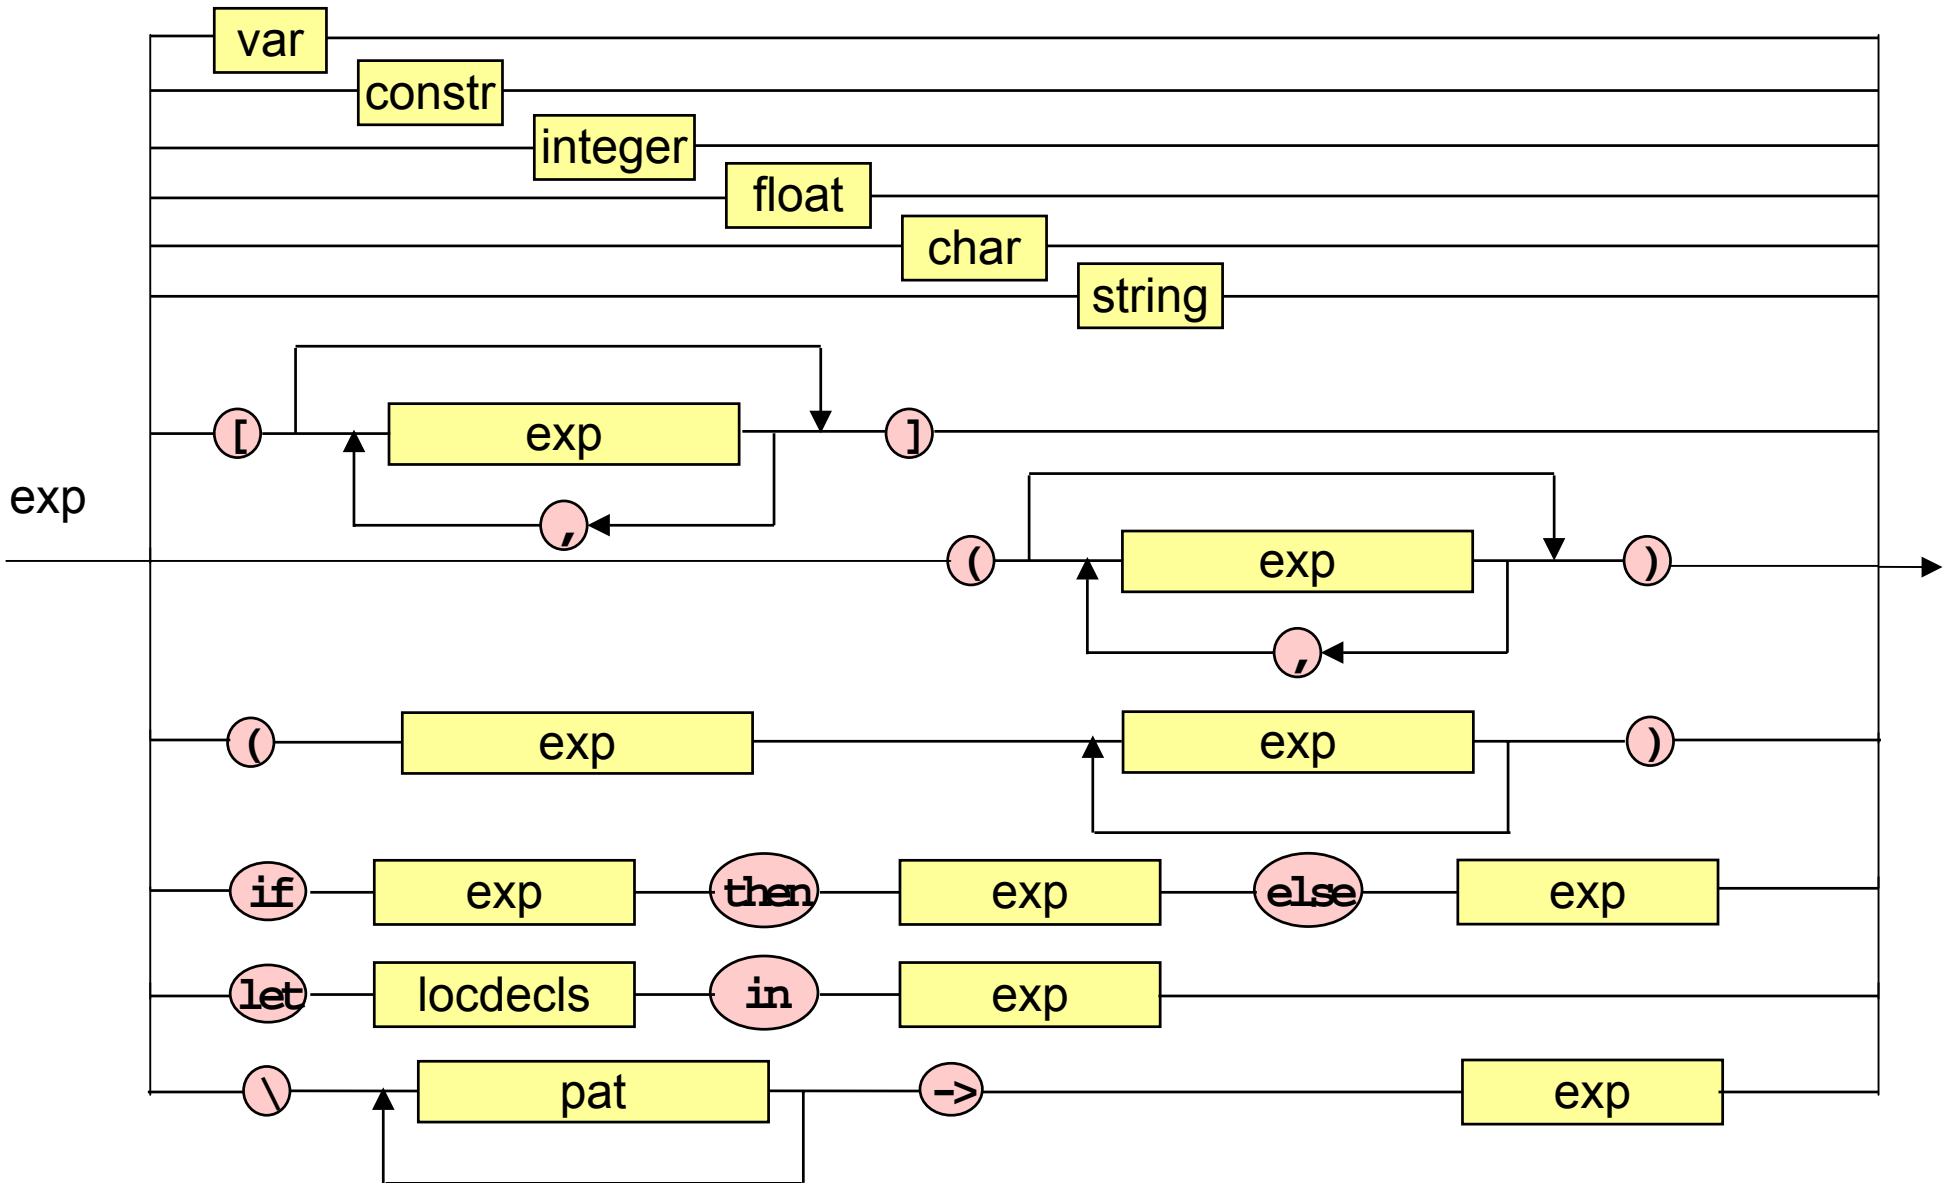 var
constr
integer
float
char
string
[ exp ]
,
exp
( exp )
,
( exp exp )
if exp then exp else exp
let locdecls in exp
\ pat -> exp